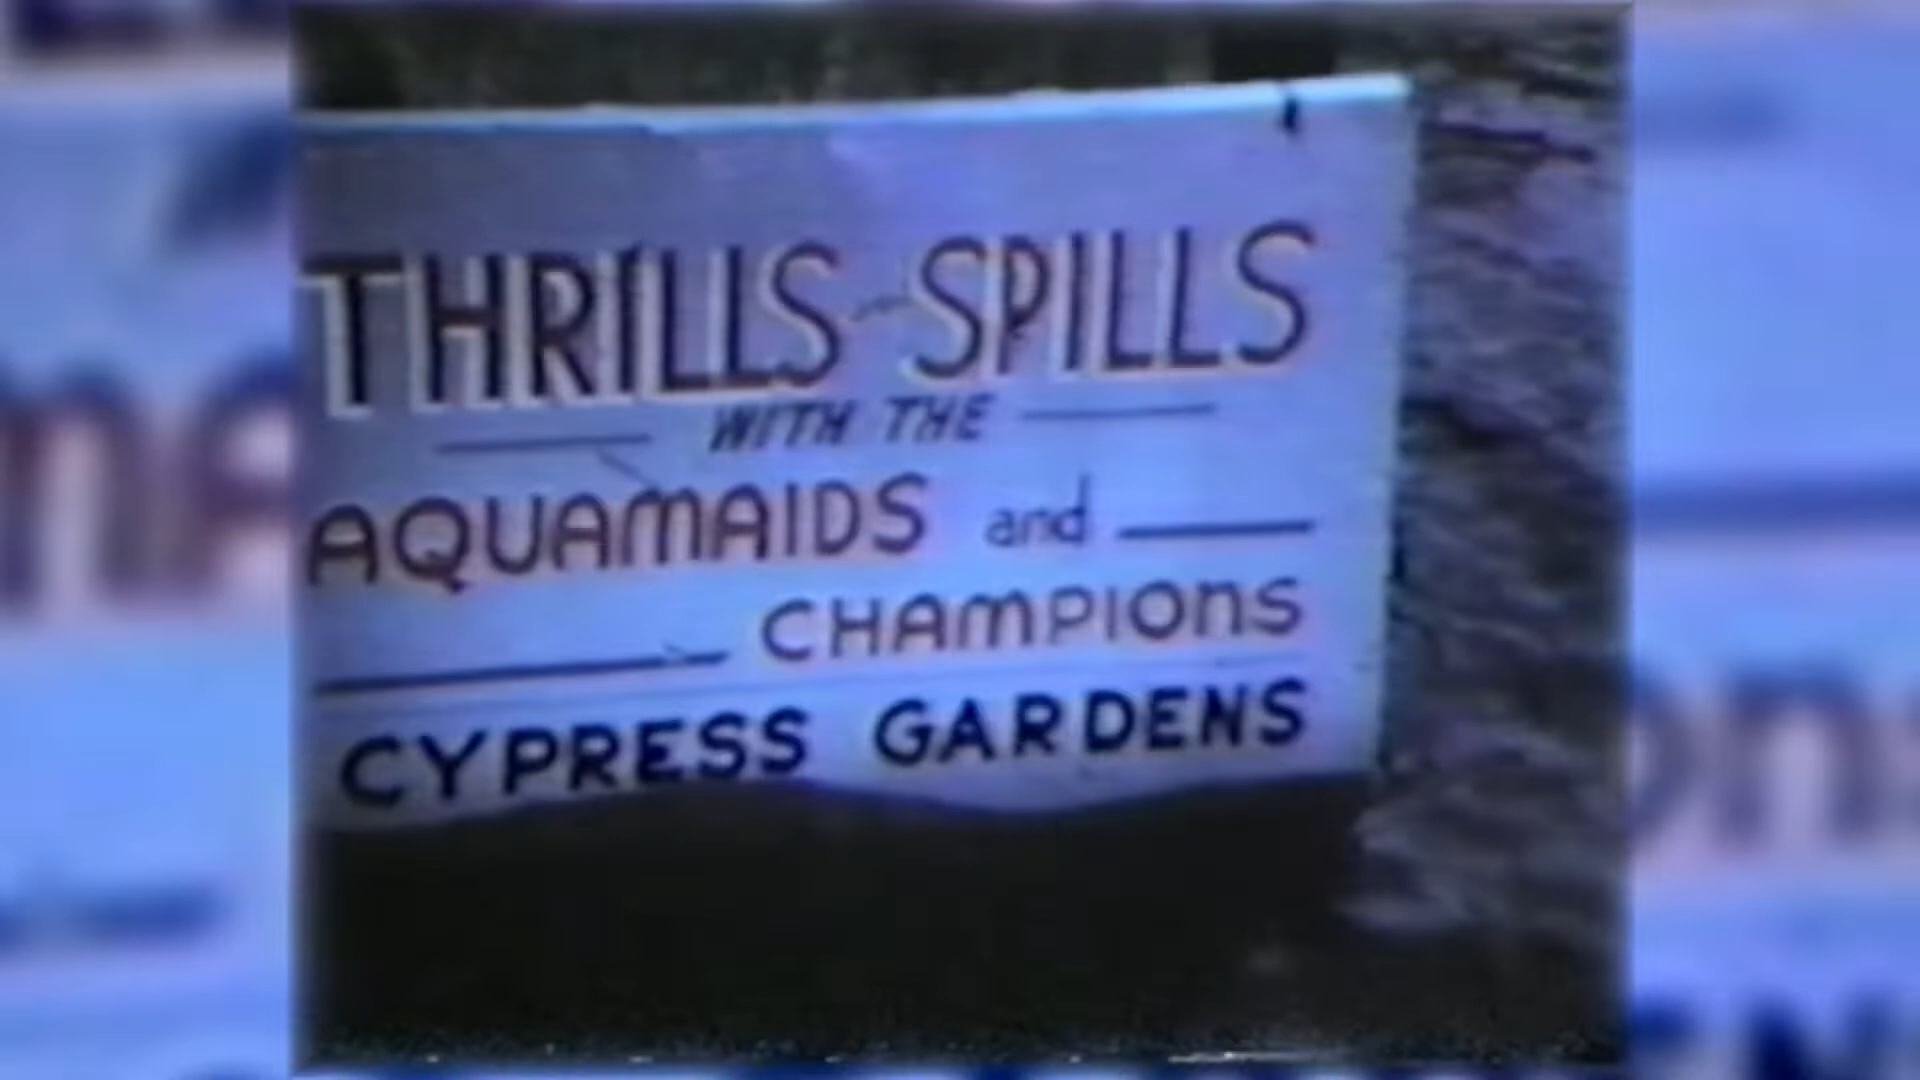 THRILLS - SPILLS
WITH THE
AQUAMAIDS and
CHAMPIONS
CYPRESS GARDENS